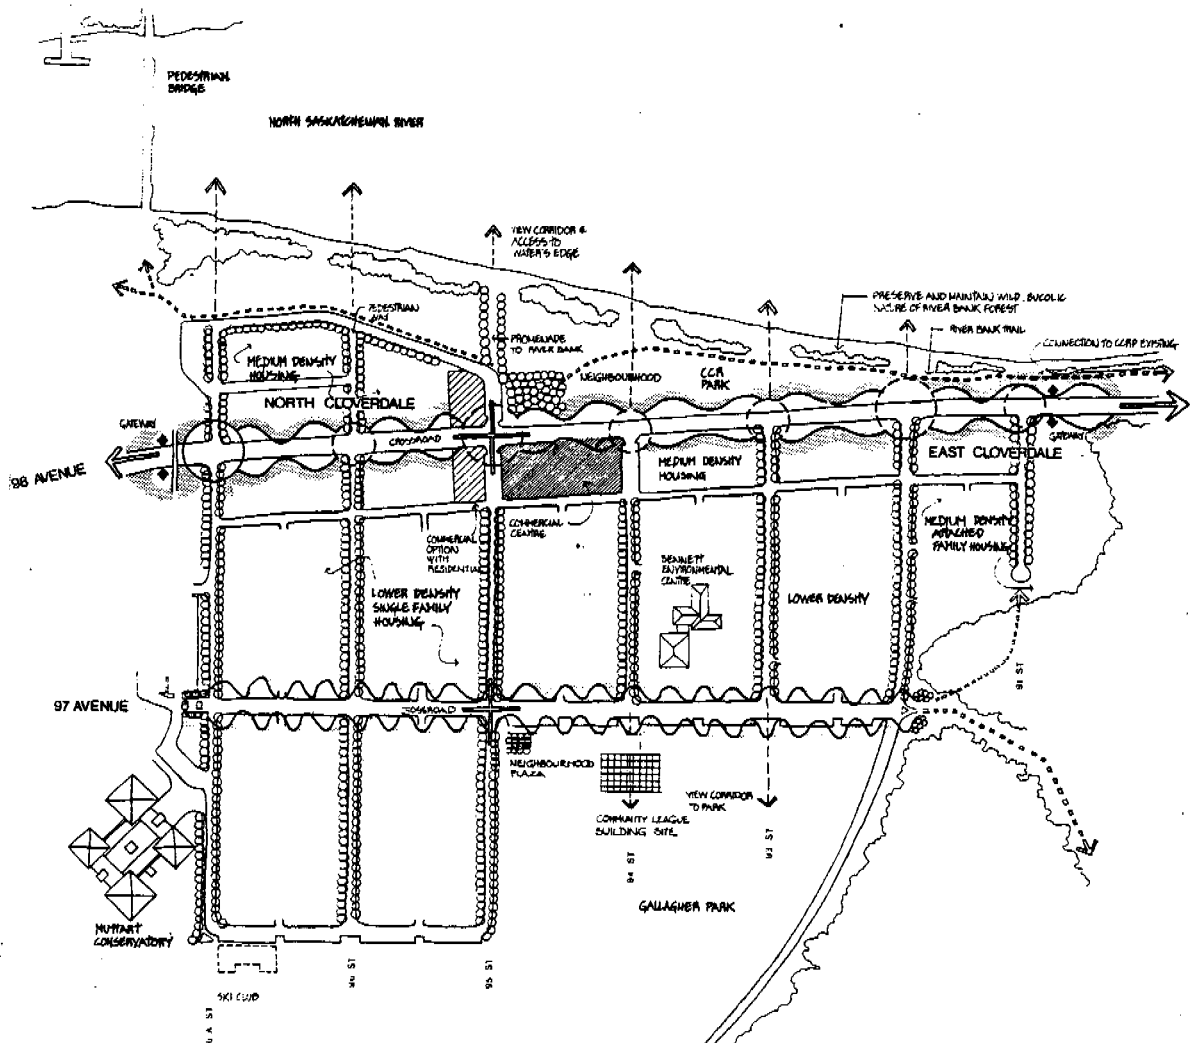 PEDESTRIAN
BRIDGE
NORTH SASKATCHEWAN RIVER
VIEW CORRIDOR &
ACCESS TO
WATER'S EDGE
PEDESTRIAN
WAY
PRESERVE AND MAINTAIN WILD, BUCOLIC
NATURE OF RIVER BANK FOREST
RIVER BANK TRAIL
CONNECTION TO CCRP EXISTING
PROMENADE
TO RIVER BANK
MEDIUM DENSITY
HOUSING
NEIGHBOURHOOD
CCR
PARK
NORTH CLOVERDALE
GATEWAY
CROSSROAD
GATEWAY
EAST CLOVERDALE
98 AVENUE
MEDIUM DENSITY
HOUSING
COMMERCIAL
OPTION
WITH
RESIDENTIAL
COMMERCIAL
CENTRE
MEDIUM DENSITY
ATTACHED
FAMILY HOUSING
BENNETT
ENVIRONMENTAL
CENTRE
LOWER DENSITY
SINGLE FAMILY
HOUSING
LOWER DENSITY
91 ST
97 AVENUE
CROSSROAD
NEIGHBOURHOOD
PLAZA
VIEW CORRIDOR
TO PARK
COMMUNITY LEAGUE
BUILDING SITE
93 ST
94 ST
GALLAGHER PARK
MUTTART
CONSERVATORY
96 ST
95 ST
SKI CLUB